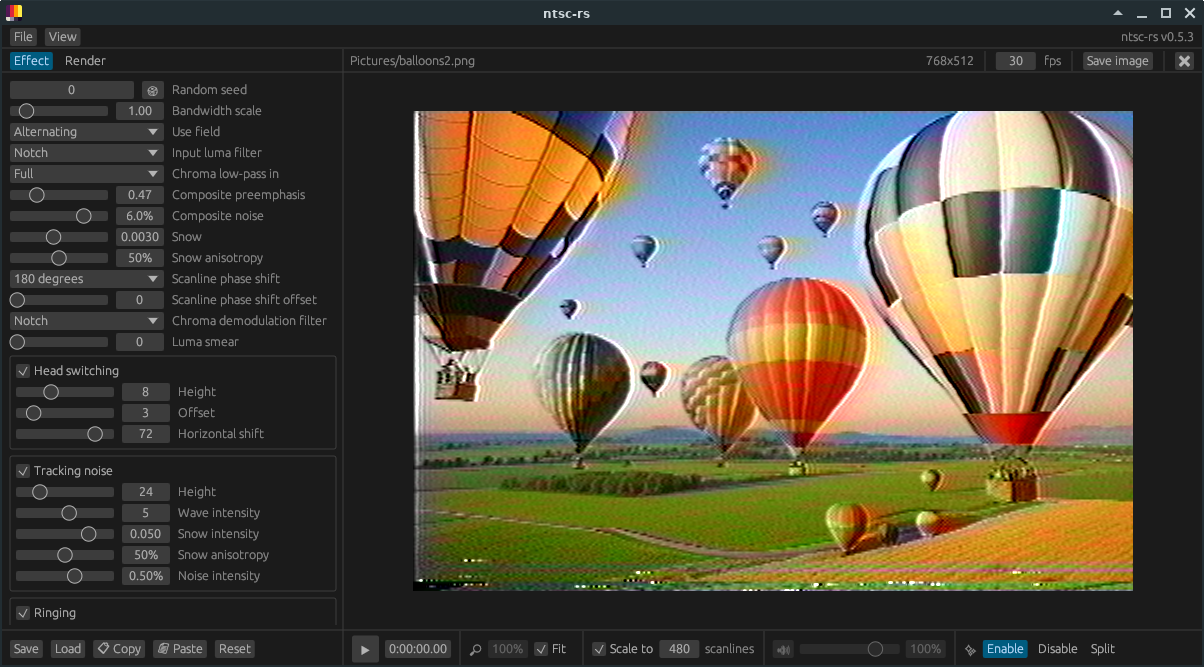 ntsc-rs
File View ntsc-rs v0.5.3
Effect Render Pictures/balloons2.png 768x512 30 fps Save image
0 Random seed
1.00 Bandwidth scale
Alternating Use field
Notch Input luma filter
Full Chroma low-pass in
0.47 Composite preemphasis
6.0% Composite noise
0.0030 Snow
50% Snow anisotropy
180 degrees Scanline phase shift
0 Scanline phase shift offset
Notch Chroma demodulation filter
0 Luma smear
Head switching
8 Height
3 Offset
72 Horizontal shift
Tracking noise
24 Height
5 Wave intensity
0.050 Snow intensity
50% Snow anisotropy
0.50% Noise intensity
Ringing
Save Load Copy Paste Reset 0:00:00.00 100% Fit Scale to 480 scanlines 100% Enable Disable Split